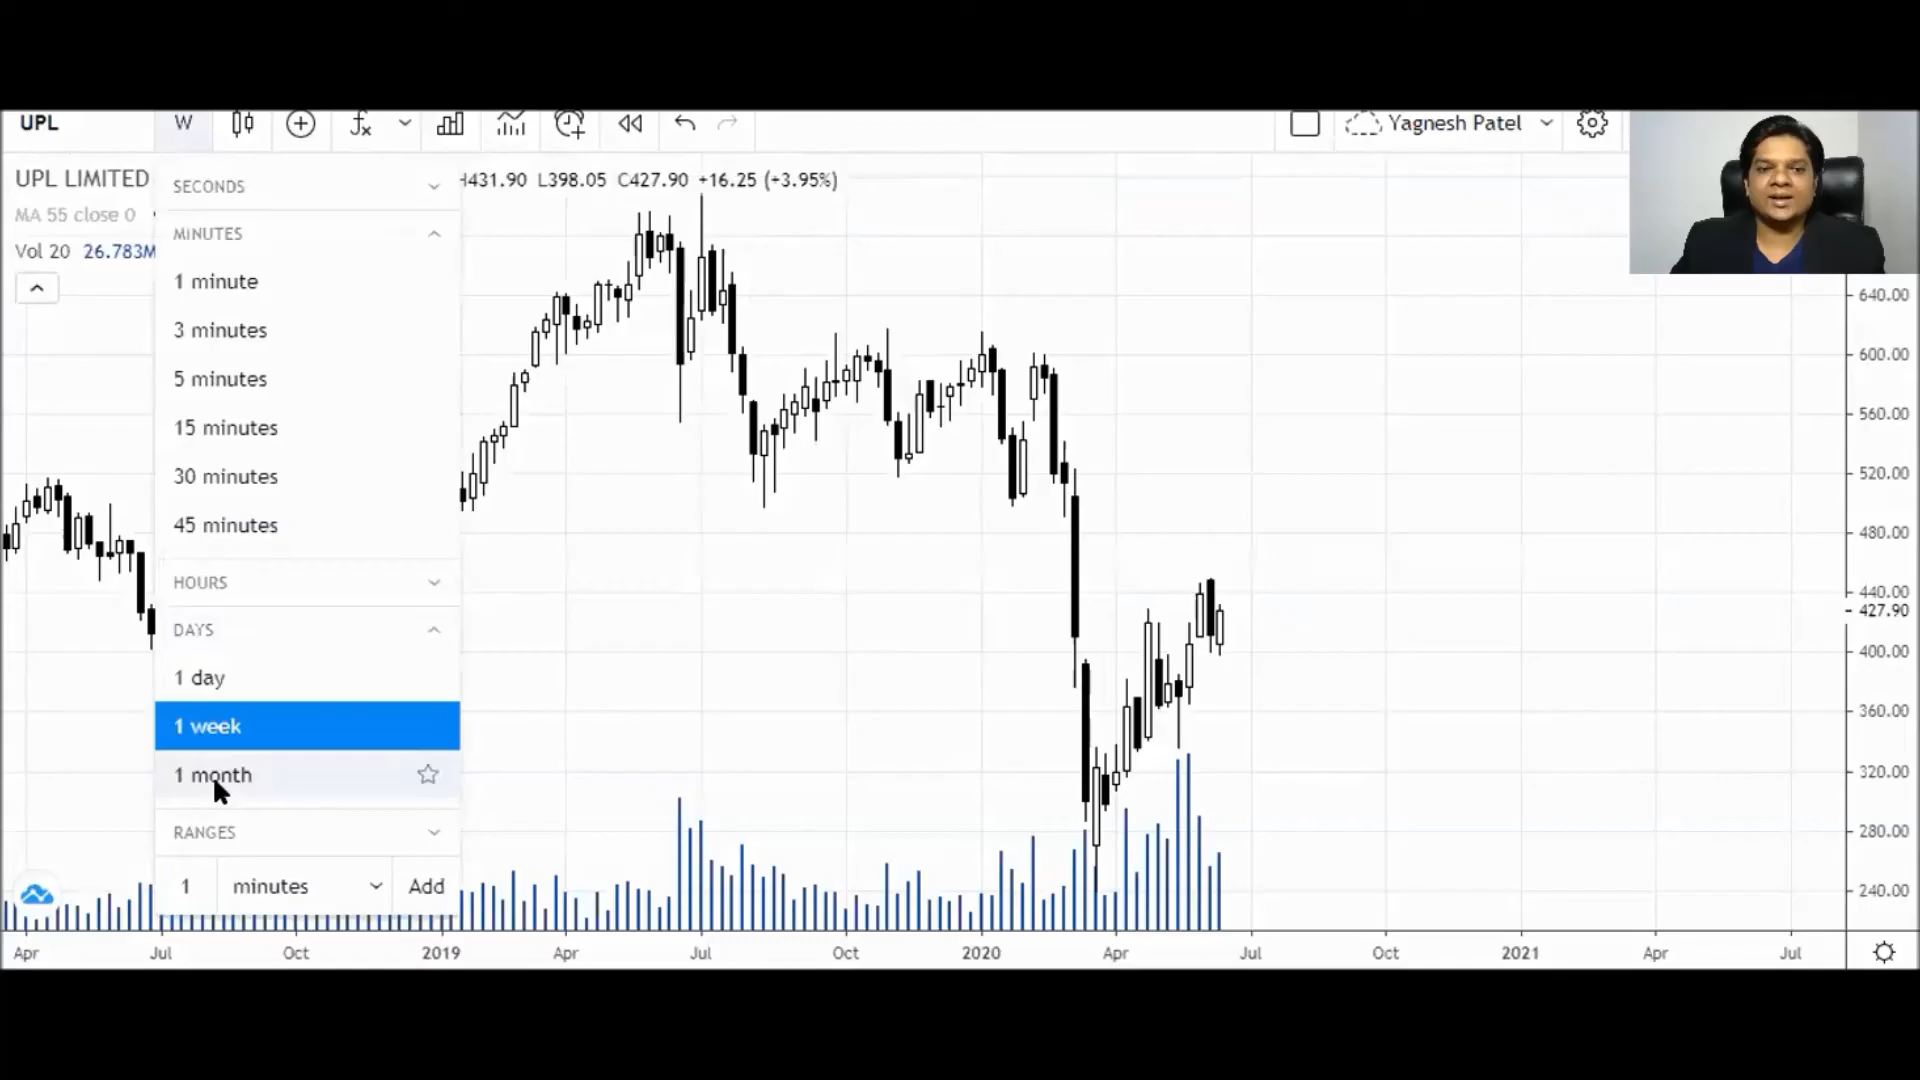 UPL W Yagnesh Patel
UPL LIMITED H431.90 L398.05 C427.90 +16.25 (+3.95%)
MA 55 close 0
Vol 20 26.783M
SECONDS
MINUTES
1 minute
3 minutes
5 minutes
15 minutes
30 minutes
45 minutes
HOURS
DAYS
1 day
1 week
1 month
RANGES
1 minutes Add
640.00
600.00
560.00
520.00
480.00
440.00
427.90
400.00
360.00
320.00
280.00
240.00
Apr Jul Oct 2019 Apr Jul Oct 2020 Apr Jul Oct 2021 Apr Jul